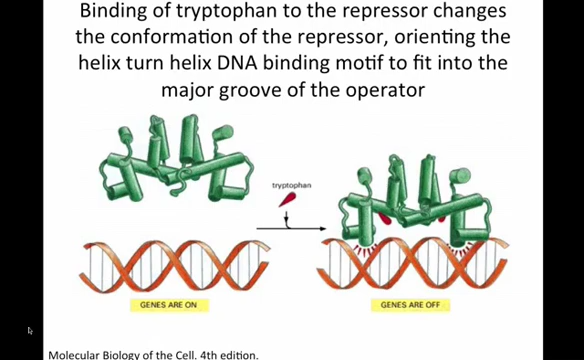 Binding of tryptophan to the repressor changes
the conformation of the repressor, orienting the
helix turn helix DNA binding motif to fit into the
major groove of the operator
tryptophan
GENES ARE ON
GENES ARE OFF
Molecular Biology of the Cell. 4th edition.